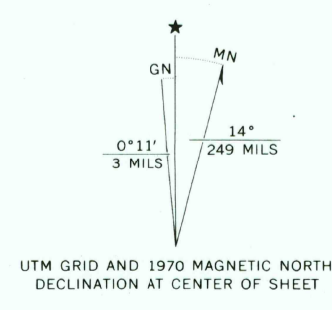 ★
MN
GN
0°11′
3 MILS
14°
249 MILS
UTM GRID AND 1970 MAGNETIC NORTH
DECLINATION AT CENTER OF SHEET